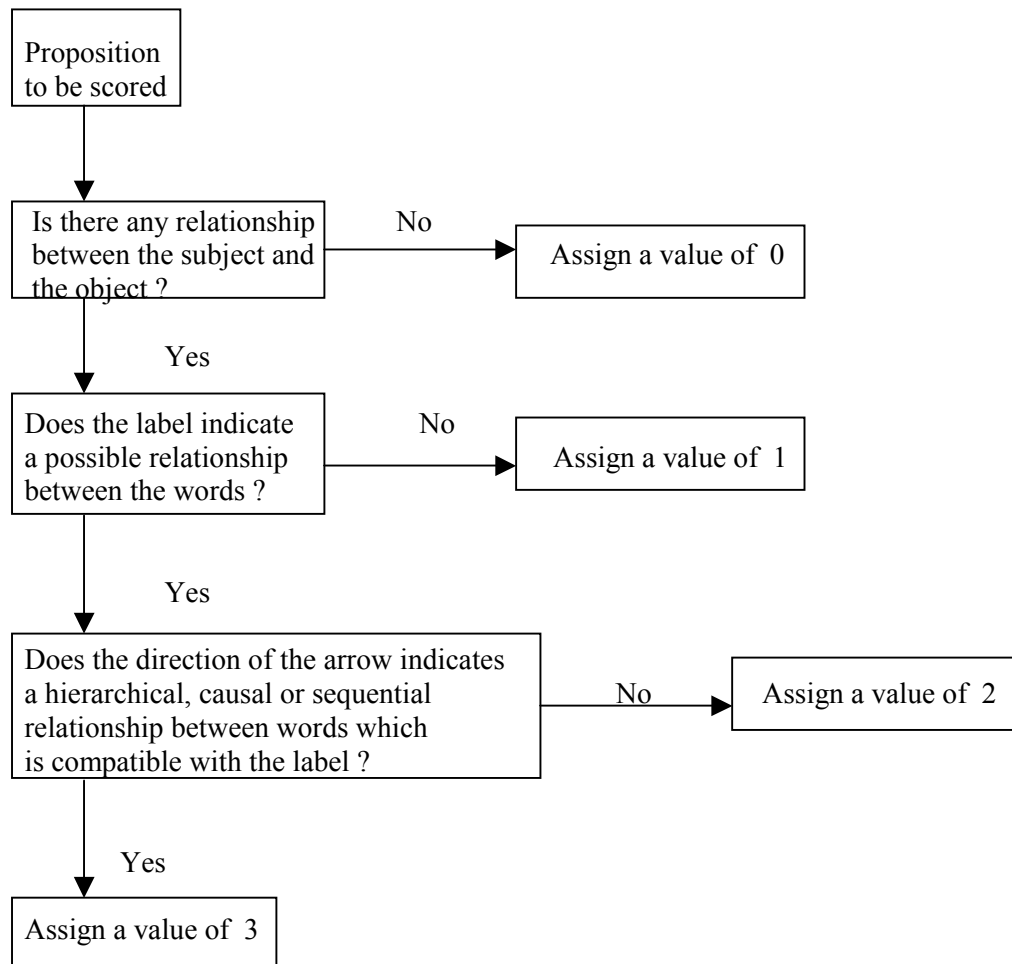 Proposition
to be scored
Is there any relationship
between the subject and
the object ?
No
Assign a value of 0
Yes
Does the label indicate
a possible relationship
between the words ?
No
Assign a value of 1
Yes
Does the direction of the arrow indicates
a hierarchical, causal or sequential
relationship between words which
is compatible with the label ?
No
Assign a value of 2
Yes
Assign a value of 3